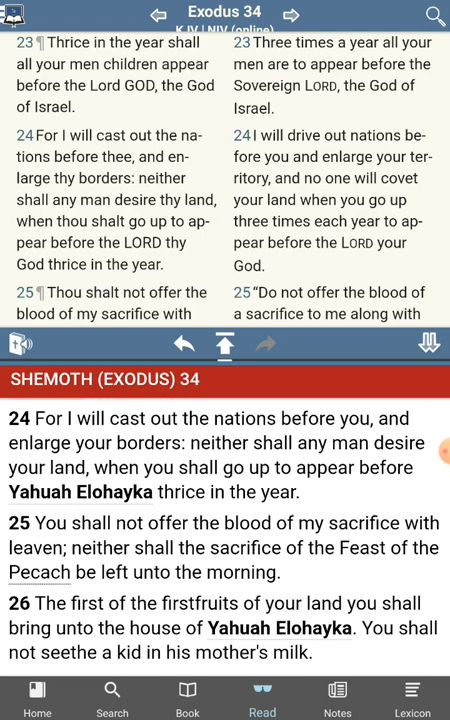 Exodus 34
KJV | NIV (online)
23 ¶ Thrice in the year shall
all your men children appear
before the Lord GOD, the God
of Israel.
24 For I will cast out the na-
tions before thee, and en-
large thy borders: neither
shall any man desire thy land,
when thou shalt go up to ap-
pear before the LORD thy
God thrice in the year.
25 ¶ Thou shalt not offer the
blood of my sacrifice with
23 Three times a year all your
men are to appear before the
Sovereign LORD, the God of
Israel.
24 I will drive out nations be-
fore you and enlarge your ter-
ritory, and no one will covet
your land when you go up
three times each year to ap-
pear before the LORD your
God.
25 “Do not offer the blood of
a sacrifice to me along with
SHEMOTH (EXODUS) 34
24 For I will cast out the nations before you, and
enlarge your borders: neither shall any man desire
your land, when you shall go up to appear before
Yahuah Elohayka thrice in the year.
25 You shall not offer the blood of my sacrifice with
leaven; neither shall the sacrifice of the Feast of the
Pecach be left unto the morning.
26 The first of the firstfruits of your land you shall
bring unto the house of Yahuah Elohayka. You shall
not seethe a kid in his mother's milk.
Home
Search
Book
Read
Notes
Lexicon